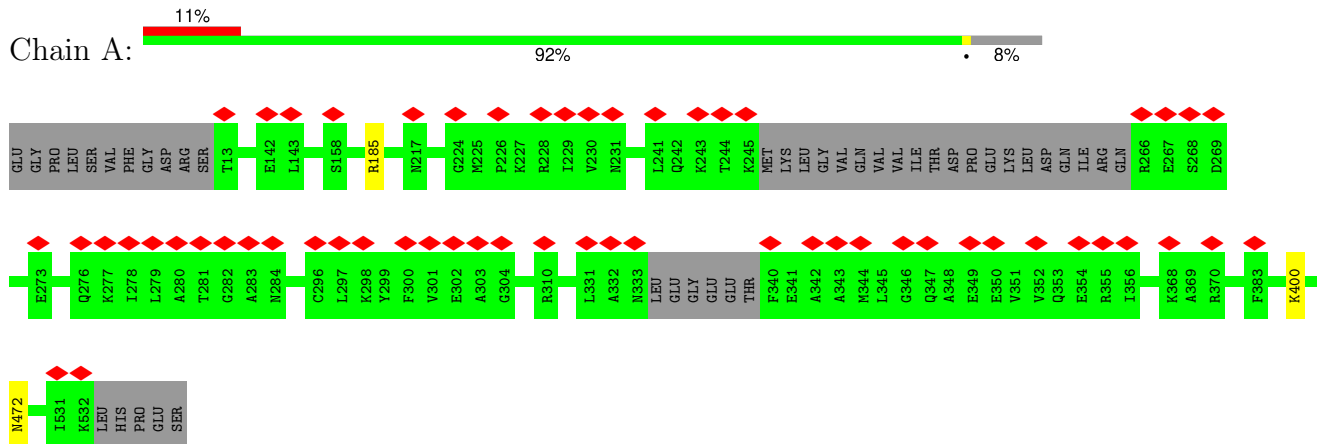 11%
Chain A:
92%
•
8%
GLU GLY PRO LEU SER VAL PHE GLY ASP ARG SER T13 E142 L143 S158 R185 N217 G224 M225 P226 K227 R228 I229 V230 N231 L241 Q242 K243 T244 K245 MET LYS LEU GLY VAL GLN VAL VAL ILE THR ASP PRO GLU LYS LEU ASP GLN ILE ARG GLN R266 E267 S268 D269
E273 Q276 K277 I278 L279 A280 T281 G282 A283 N284 C296 L297 K298 Y299 F300 V301 E302 A303 G304 R310 L331 A332 N333 LEU GLU GLY GLU GLU THR F340 E341 A342 A343 M344 L345 G346 Q347 A348 E349 E350 V351 V352 Q353 E354 R355 I356 K368 A369 R370 F383 K400
N472 I531 K532 LEU HIS PRO GLU SER